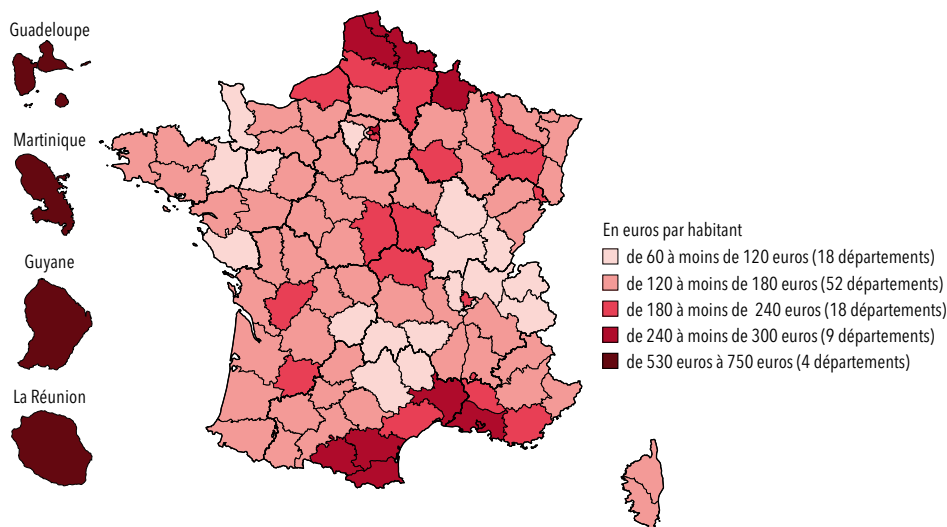 Guadeloupe
Martinique
Guyane
La Réunion
En euros par habitant
de 60 à moins de 120 euros (18 départements)
de 120 à moins de 180 euros (52 départements)
de 180 à moins de 240 euros (18 départements)
de 240 à moins de 300 euros (9 départements)
de 530 euros à 750 euros (4 départements)